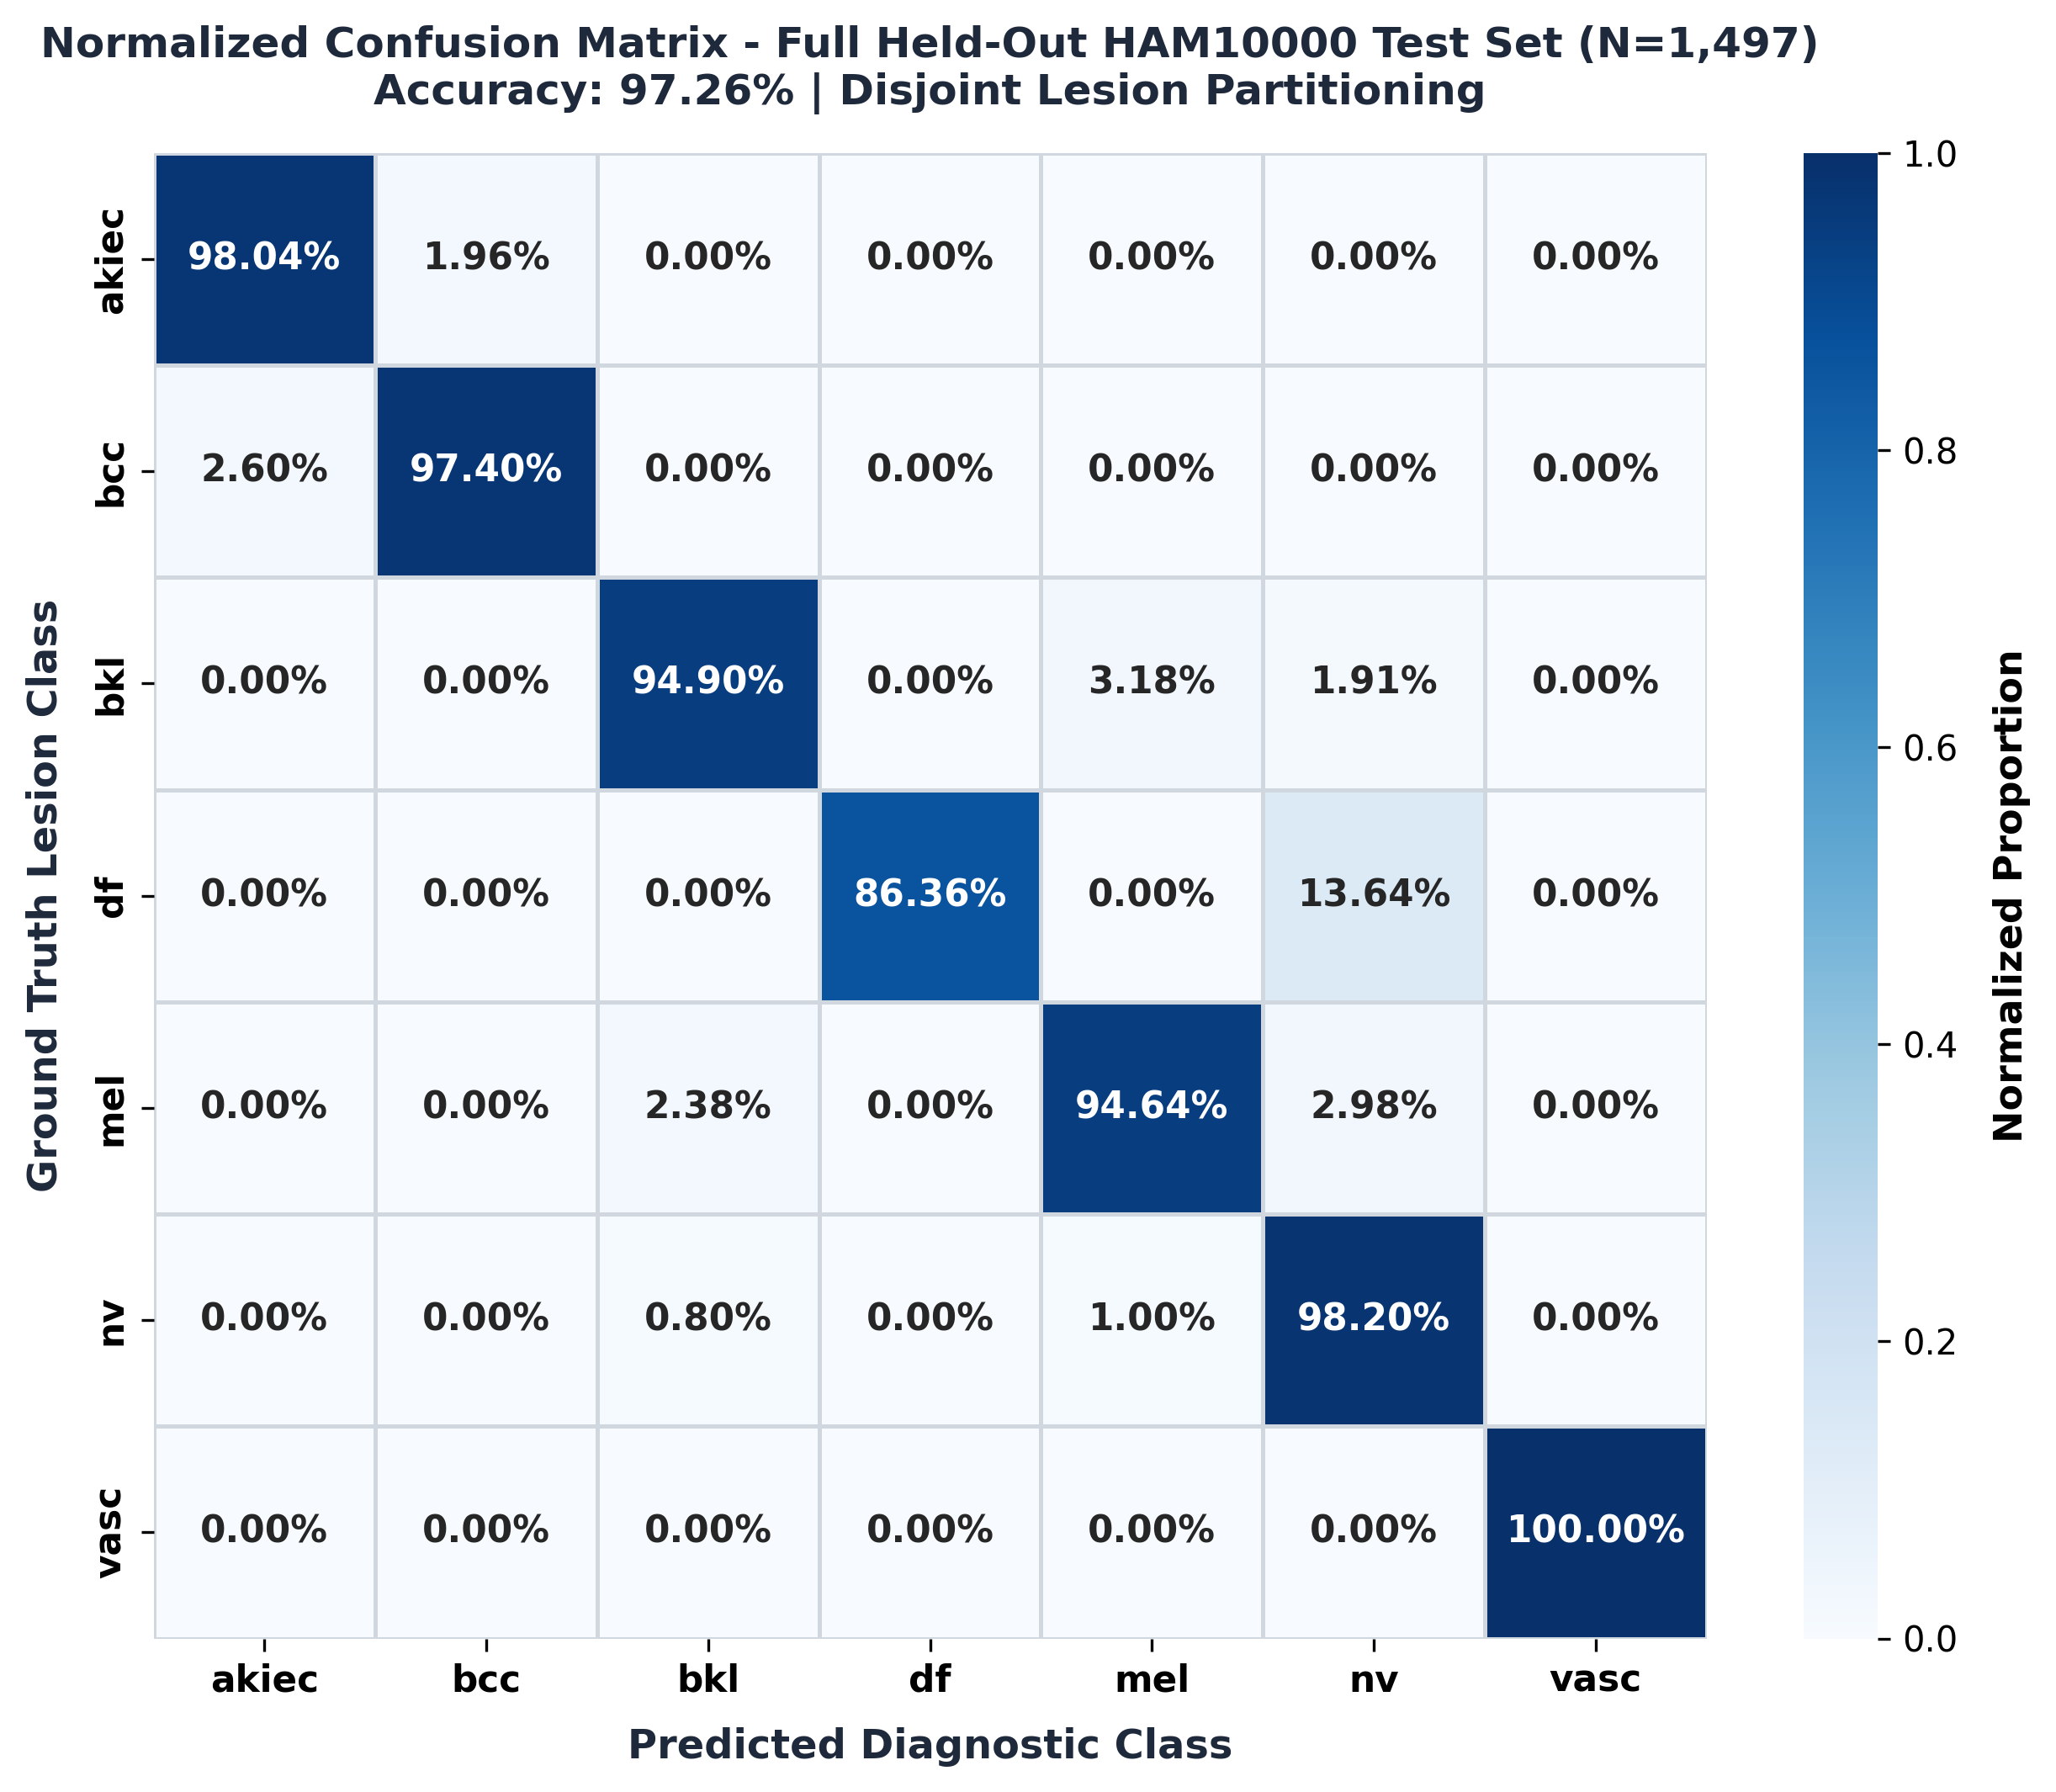 Normalized Confusion Matrix - Full Held-Out HAM10000 Test Set (N=1,497)
Accuracy: 97.26% | Disjoint Lesion Partitioning
Ground Truth Lesion Class
akiec 98.04% 1.96% 0.00% 0.00% 0.00% 0.00% 0.00%
bcc 2.60% 97.40% 0.00% 0.00% 0.00% 0.00% 0.00%
bkl 0.00% 0.00% 94.90% 0.00% 3.18% 1.91% 0.00%
df 0.00% 0.00% 0.00% 86.36% 0.00% 13.64% 0.00%
mel 0.00% 0.00% 2.38% 0.00% 94.64% 2.98% 0.00%
nv 0.00% 0.00% 0.80% 0.00% 1.00% 98.20% 0.00%
vasc 0.00% 0.00% 0.00% 0.00% 0.00% 0.00% 100.00%
akiec bcc bkl df mel nv vasc
Predicted Diagnostic Class
1.0
0.8
0.6
0.4
0.2
0.0
Normalized Proportion